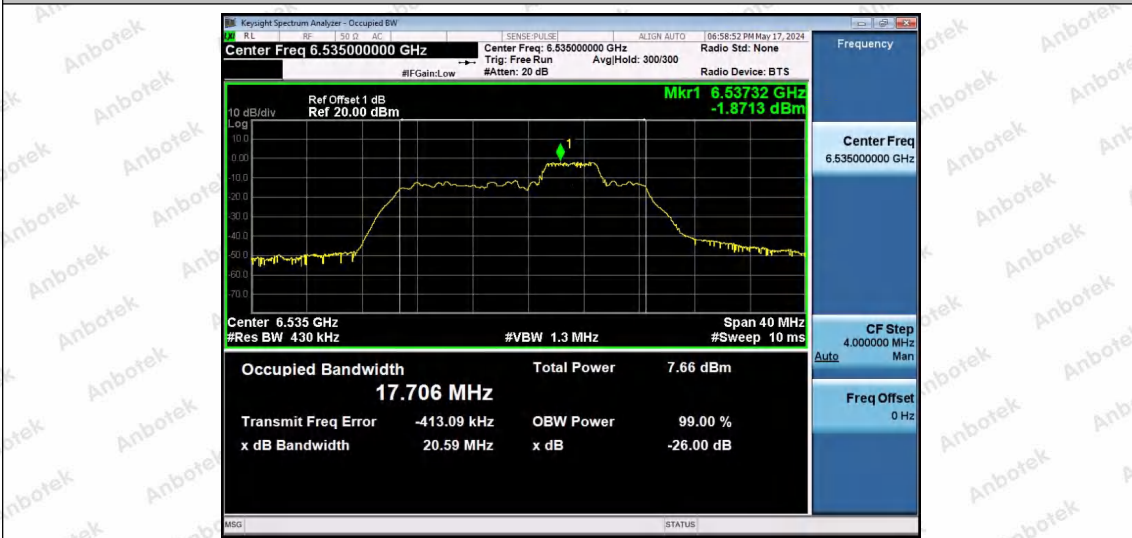 Keysight Spectrum Analyzer - Occupied BW
RL RF 50 Ω AC SENSE:PULSE ALIGN AUTO 06:58:52 PM May 17, 2024
Center Freq 6.535000000 GHz
Center Freq: 6.535000000 GHz
Radio Std: None
Trig: Free Run Avg|Hold: 300/300
#IFGain:Low #Atten: 20 dB
Radio Device: BTS
Frequency
Ref Offset 1 dB
10 dB/div Ref 20.00 dBm
Mkr1 6.53732 GHz
-1.8713 dBm
Log
10.0
0.00
-10.0
-20.0
-30.0
-40.0
-50.0
-60.0
-70.0
1
Center 6.535 GHz
Span 40 MHz
#Res BW 430 kHz
#VBW 1.3 MHz
#Sweep 10 ms
Center Freq
6.535000000 GHz
CF Step
4.000000 MHz
Auto Man
Freq Offset
0 Hz
Occupied Bandwidth
17.706 MHz
Total Power 7.66 dBm
Transmit Freq Error -413.09 kHz OBW Power 99.00 %
x dB Bandwidth 20.59 MHz x dB -26.00 dB
MSG STATUS
Anbotek